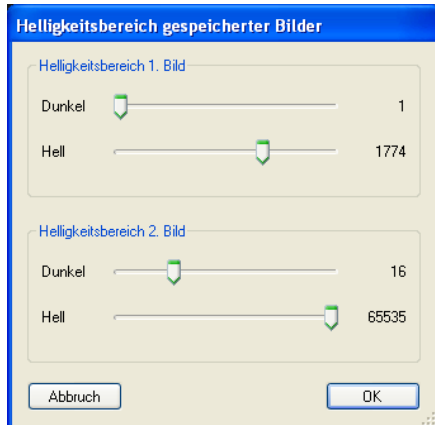 Helligkeitsbereich gespeicherter Bilder
Helligkeitsbereich 1. Bild
Dunkel 1
Hell 1774
Helligkeitsbereich 2. Bild
Dunkel 16
Hell 65535
Abbruch OK